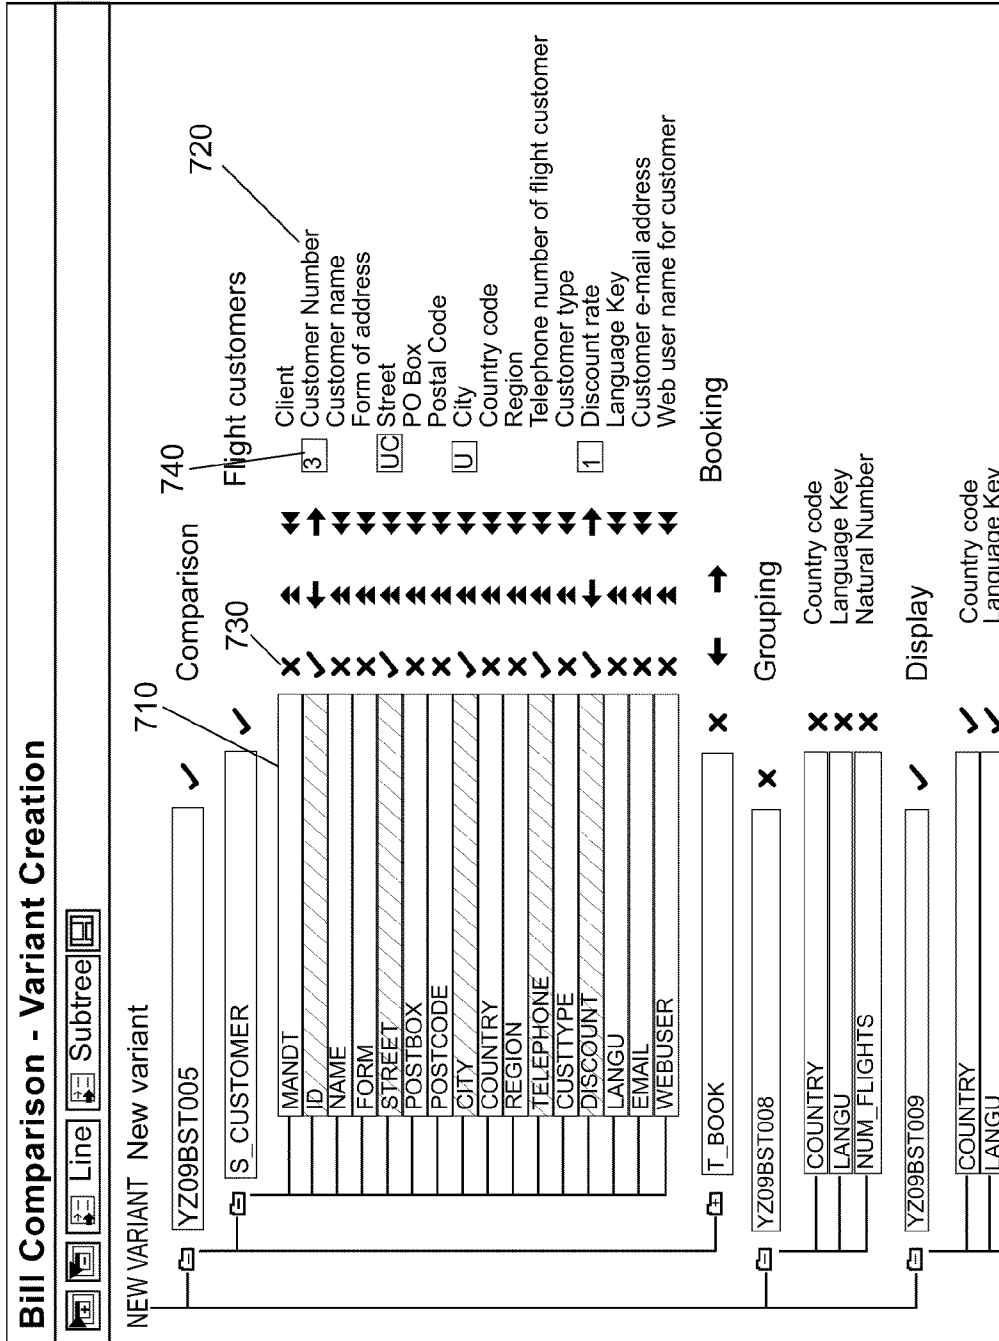 Bill Comparison - Variant Creation
Line Subtree
NEW VARIANT New variant
YZ09BST005 Comparison Flight customers
S_CUSTOMER
710 730 740 720
MANDT Client
ID 3 Customer Number
NAME Customer name
FORM Form of address
STREET UC Street
POSTBOX PO Box
POSTCODE Postal Code
CITY U City
COUNTRY Country code
REGION Region
TELEPHONE Telephone number of flight customer
CUSTTYPE Customer type
DISCOUNT 1 Discount rate
LANGU Language Key
EMAIL Customer e-mail address
WEBUSER Web user name for customer
T_BOOK Booking
YZ09BST008 Grouping
COUNTRY Country code
LANGU Language Key
NUM_FLIGHTS Natural Number
YZ09BST009 Display
COUNTRY Country code
LANGU Language Key